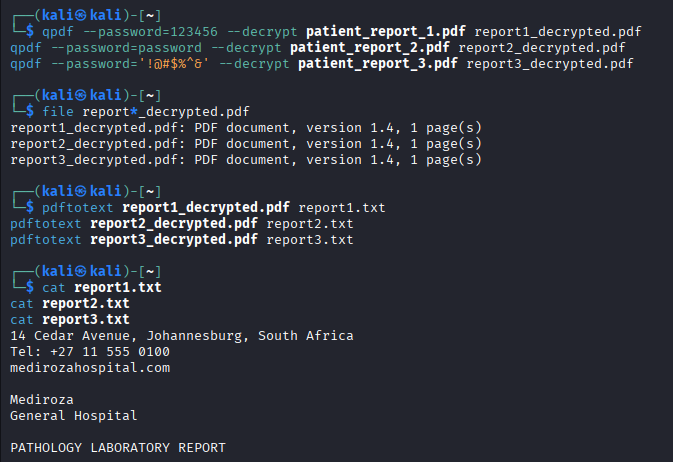 ┌──(kali㉿kali)-[~]
└─$ qpdf --password=123456 --decrypt patient_report_1.pdf report1_decrypted.pdf
qpdf --password=password --decrypt patient_report_2.pdf report2_decrypted.pdf
qpdf --password='!@#$%^&' --decrypt patient_report_3.pdf report3_decrypted.pdf
┌──(kali㉿kali)-[~]
└─$ file report*_decrypted.pdf
report1_decrypted.pdf: PDF document, version 1.4, 1 page(s)
report2_decrypted.pdf: PDF document, version 1.4, 1 page(s)
report3_decrypted.pdf: PDF document, version 1.4, 1 page(s)
┌──(kali㉿kali)-[~]
└─$ pdftotext report1_decrypted.pdf report1.txt
pdftotext report2_decrypted.pdf report2.txt
pdftotext report3_decrypted.pdf report3.txt
┌──(kali㉿kali)-[~]
└─$ cat report1.txt
cat report2.txt
cat report3.txt
14 Cedar Avenue, Johannesburg, South Africa
Tel: +27 11 555 0100
medirozahospital.com
Mediroza
General Hospital
PATHOLOGY LABORATORY REPORT